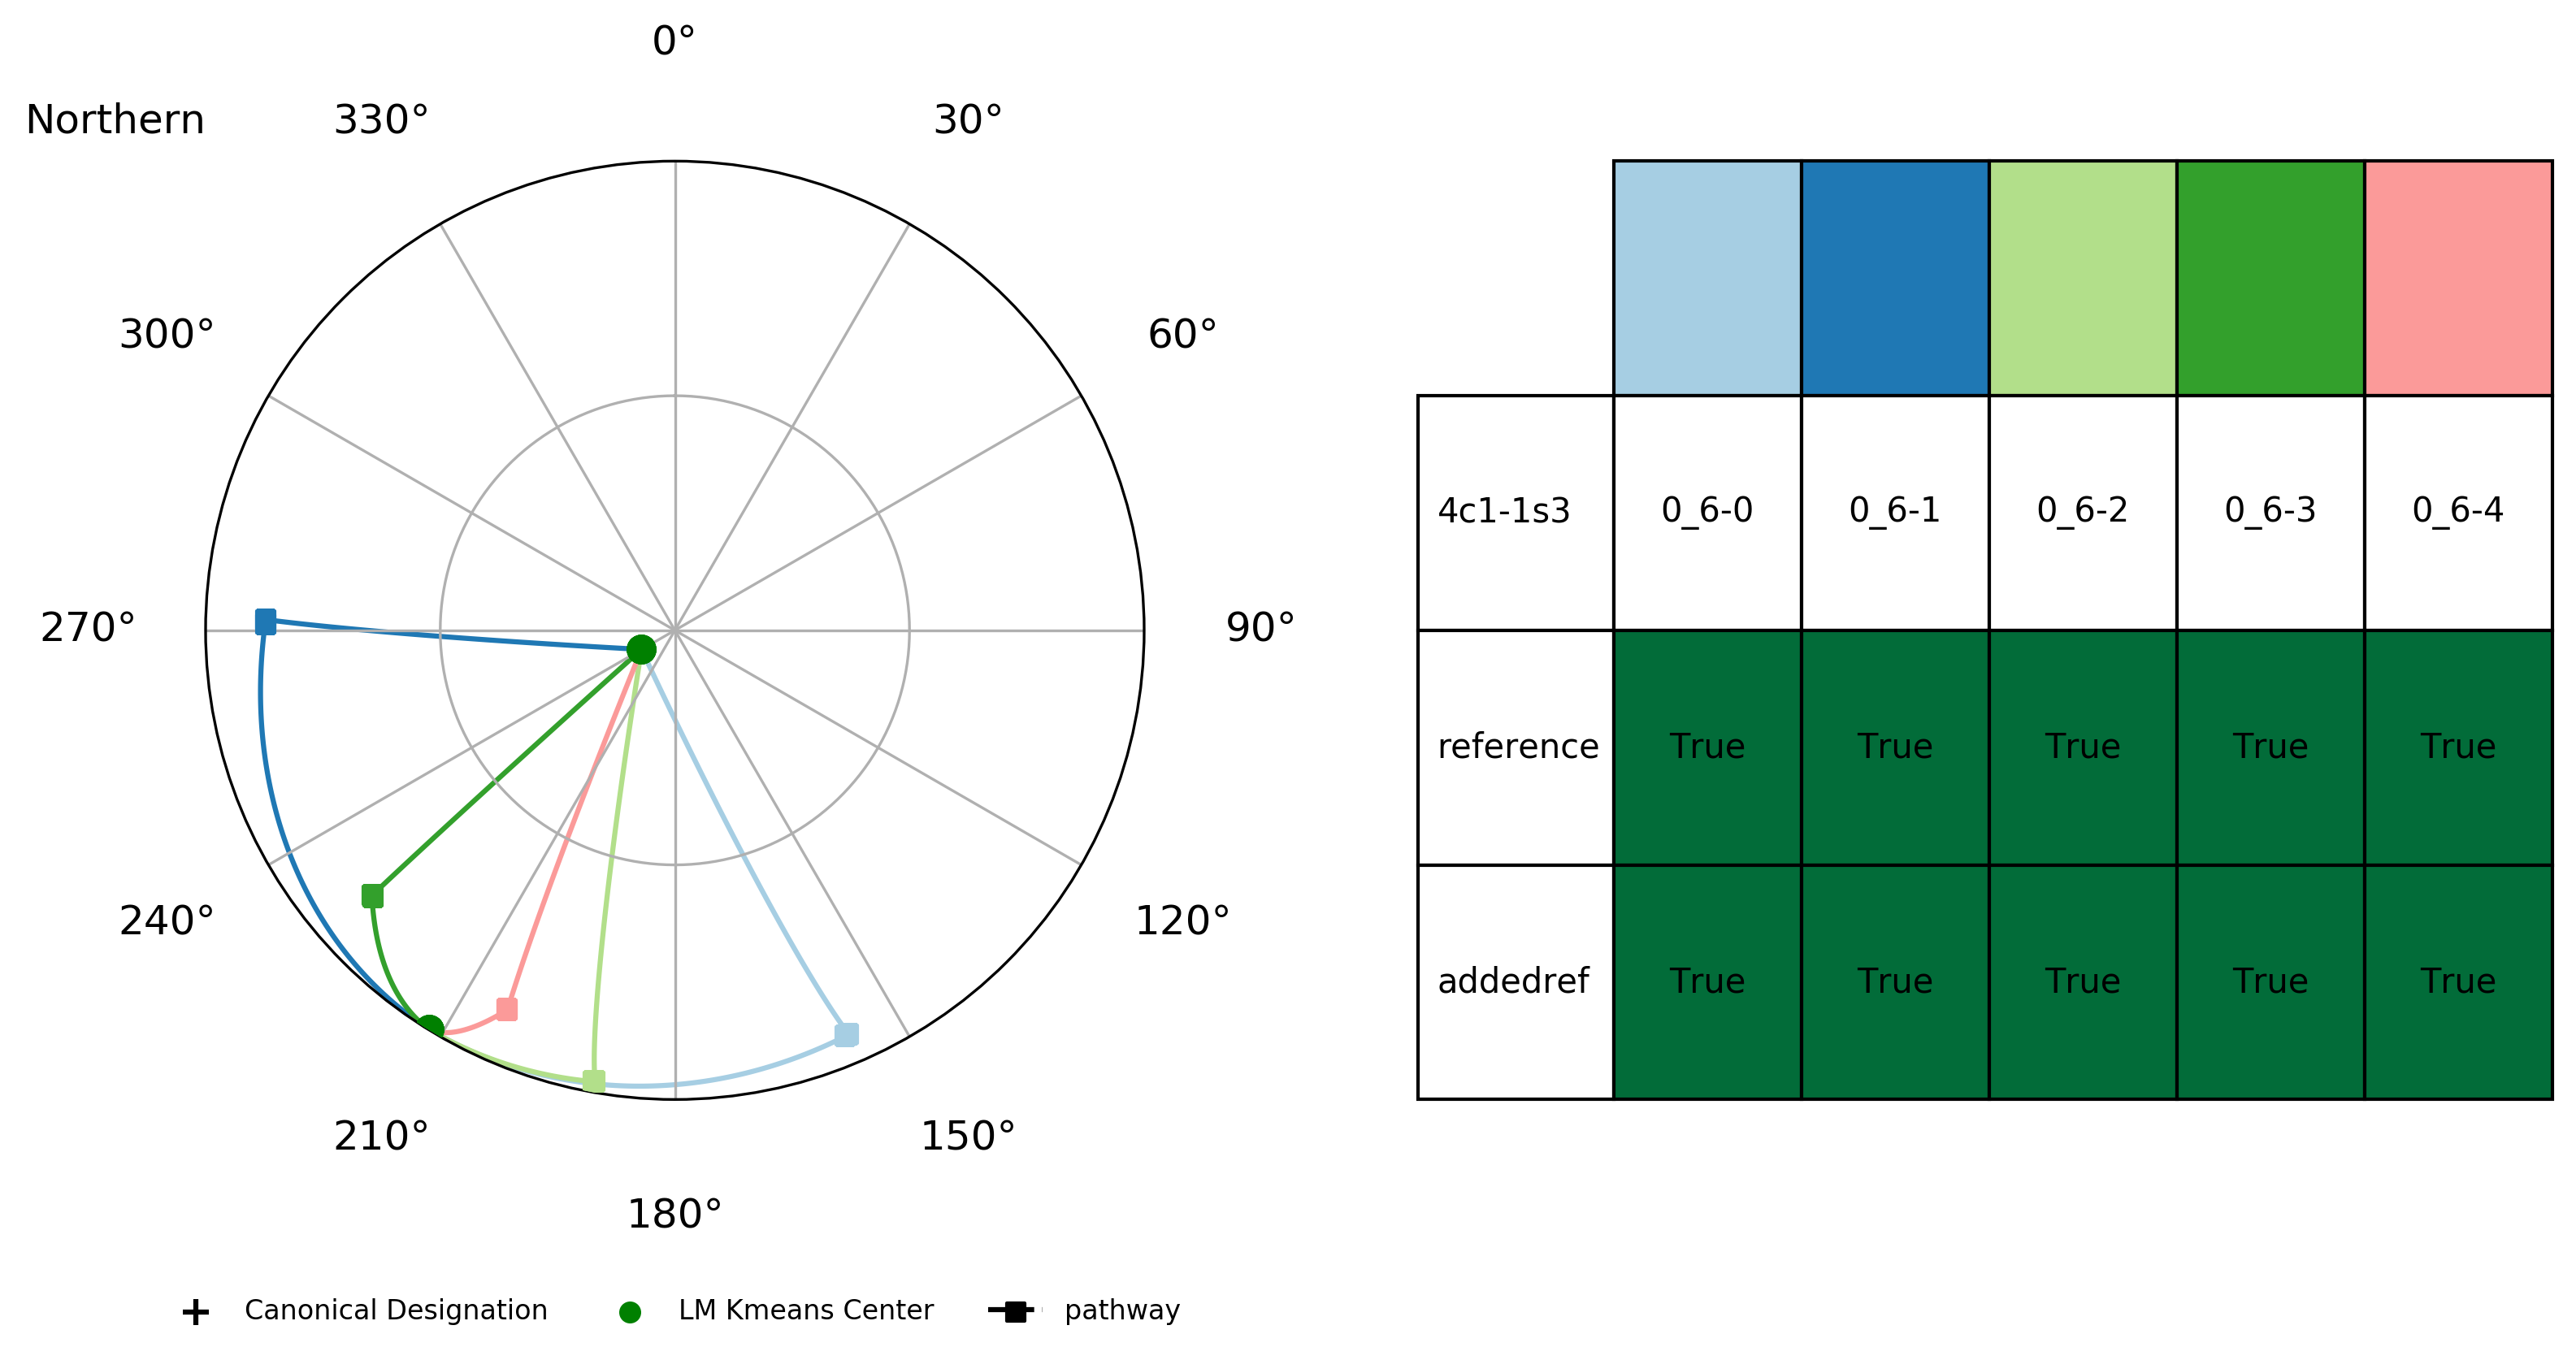 Northern
0°
30°
60°
90°
120°
150°
180°
210°
240°
270°
300°
330°
4c1-1s3 0_6-0 0_6-1 0_6-2 0_6-3 0_6-4
reference True True True True True
addedref True True True True True
Canonical Designation LM Kmeans Center pathway